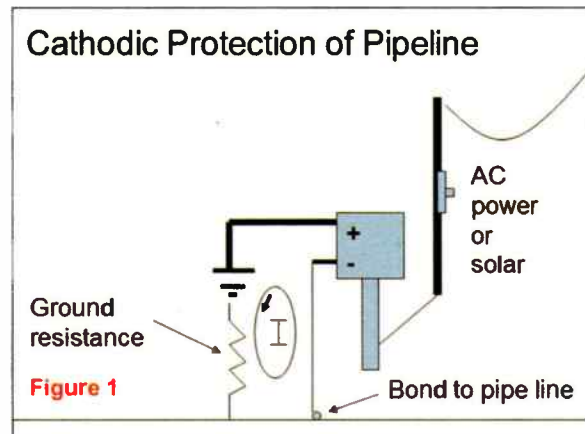 Cathodic Protection of Pipeline
AC
power
or
solar
+
-
Ground
resistance
I
Figure 1
Bond to pipe line